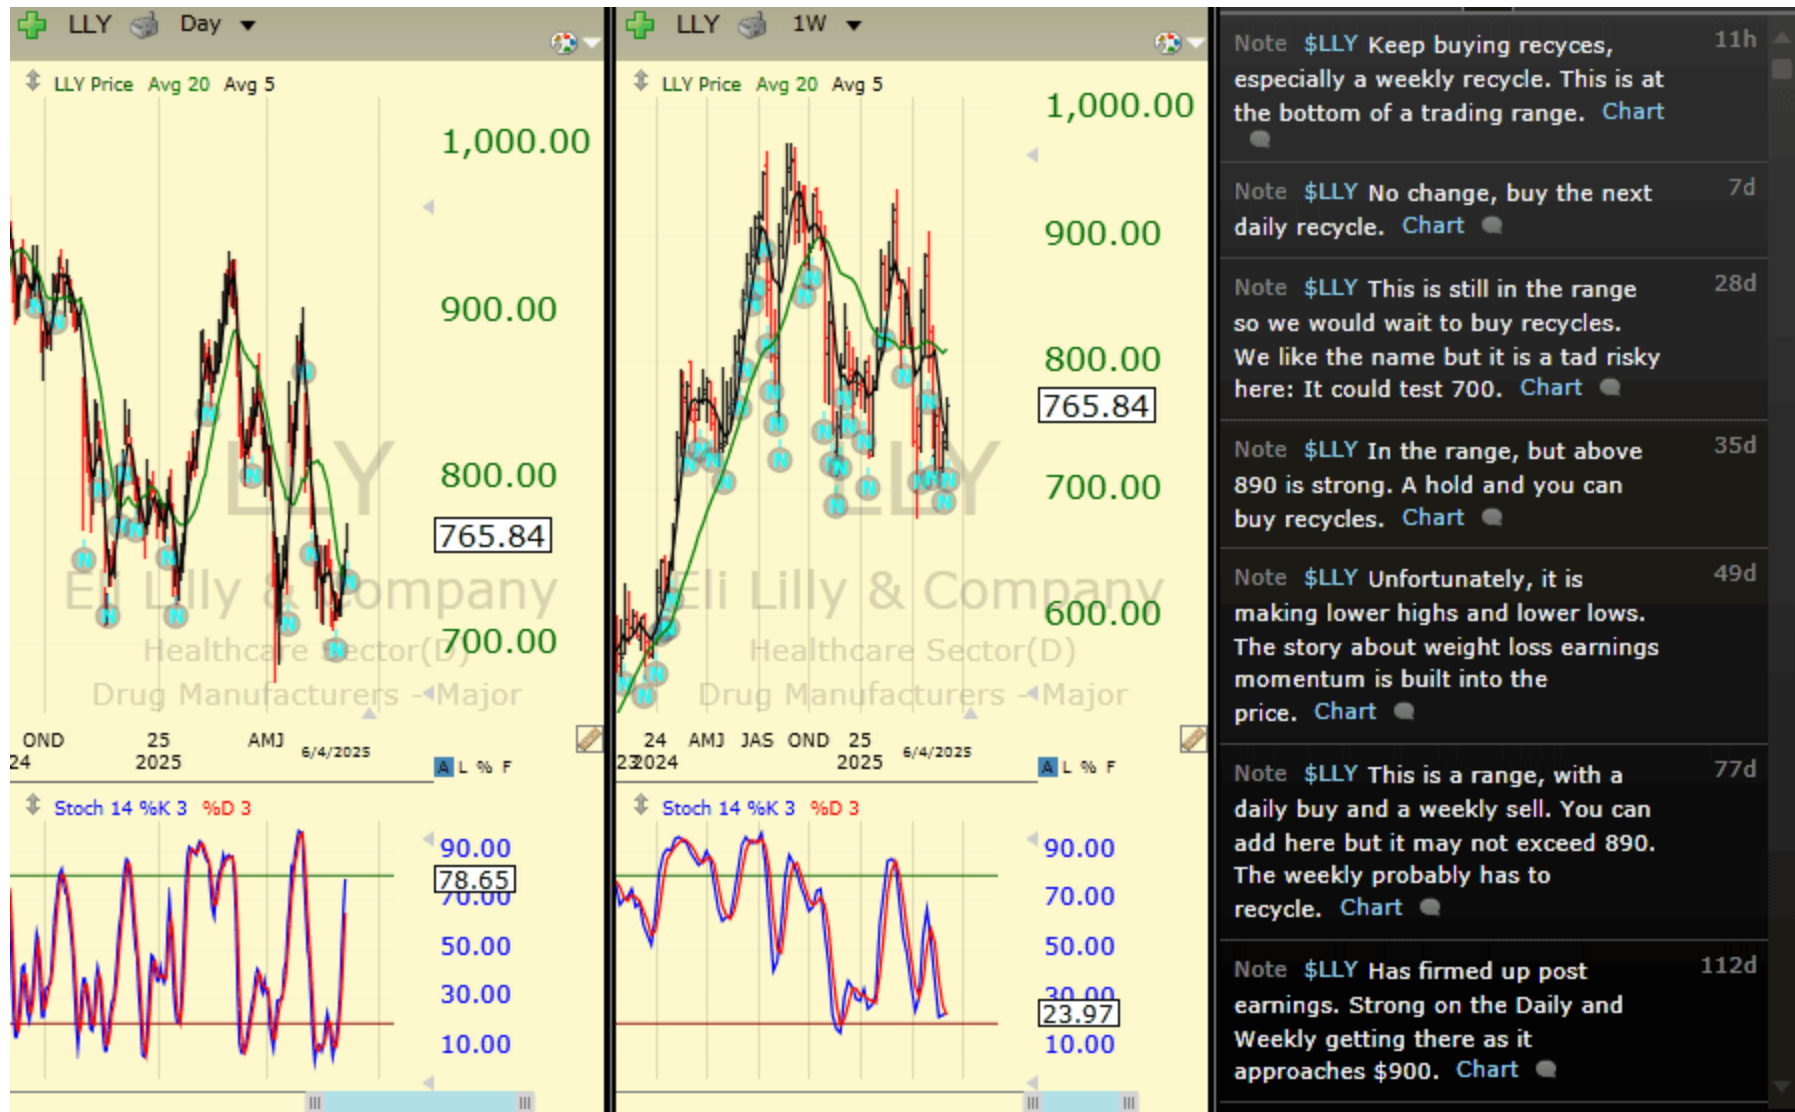 LLY Day
LLY Price Avg 20 Avg 5
1,000.00
900.00
800.00
765.84
700.00
LLY
Eli Lilly & Company
Healthcare Sector(D)
Drug Manufacturers - Major
OND 25 AMJ 6/4/2025
24 2025
A L % F
Stoch 14 %K 3 %D 3
90.00
78.65
70.00
50.00
30.00
10.00
LLY 1W
LLY Price Avg 20 Avg 5
1,000.00
900.00
800.00
765.84
700.00
600.00
LLY
Eli Lilly & Company
Healthcare Sector(D)
Drug Manufacturers - Major
24 AMJ JAS OND 25 6/4/2025
23 2024 2025
A L % F
Stoch 14 %K 3 %D 3
90.00
70.00
50.00
30.00
23.97
10.00
Note $LLY Keep buying recyces, 11h
especially a weekly recycle. This is at
the bottom of a trading range. Chart
Note $LLY No change, buy the next 7d
daily recycle. Chart
Note $LLY This is still in the range 28d
so we would wait to buy recycles.
We like the name but it is a tad risky
here: It could test 700. Chart
Note $LLY In the range, but above 35d
890 is strong. A hold and you can
buy recycles. Chart
Note $LLY Unfortunately, it is 49d
making lower highs and lower lows.
The story about weight loss earnings
momentum is built into the
price. Chart
Note $LLY This is a range, with a 77d
daily buy and a weekly sell. You can
add here but it may not exceed 890.
The weekly probably has to
recycle. Chart
Note $LLY Has firmed up post 112d
earnings. Strong on the Daily and
Weekly getting there as it
approaches $900. Chart